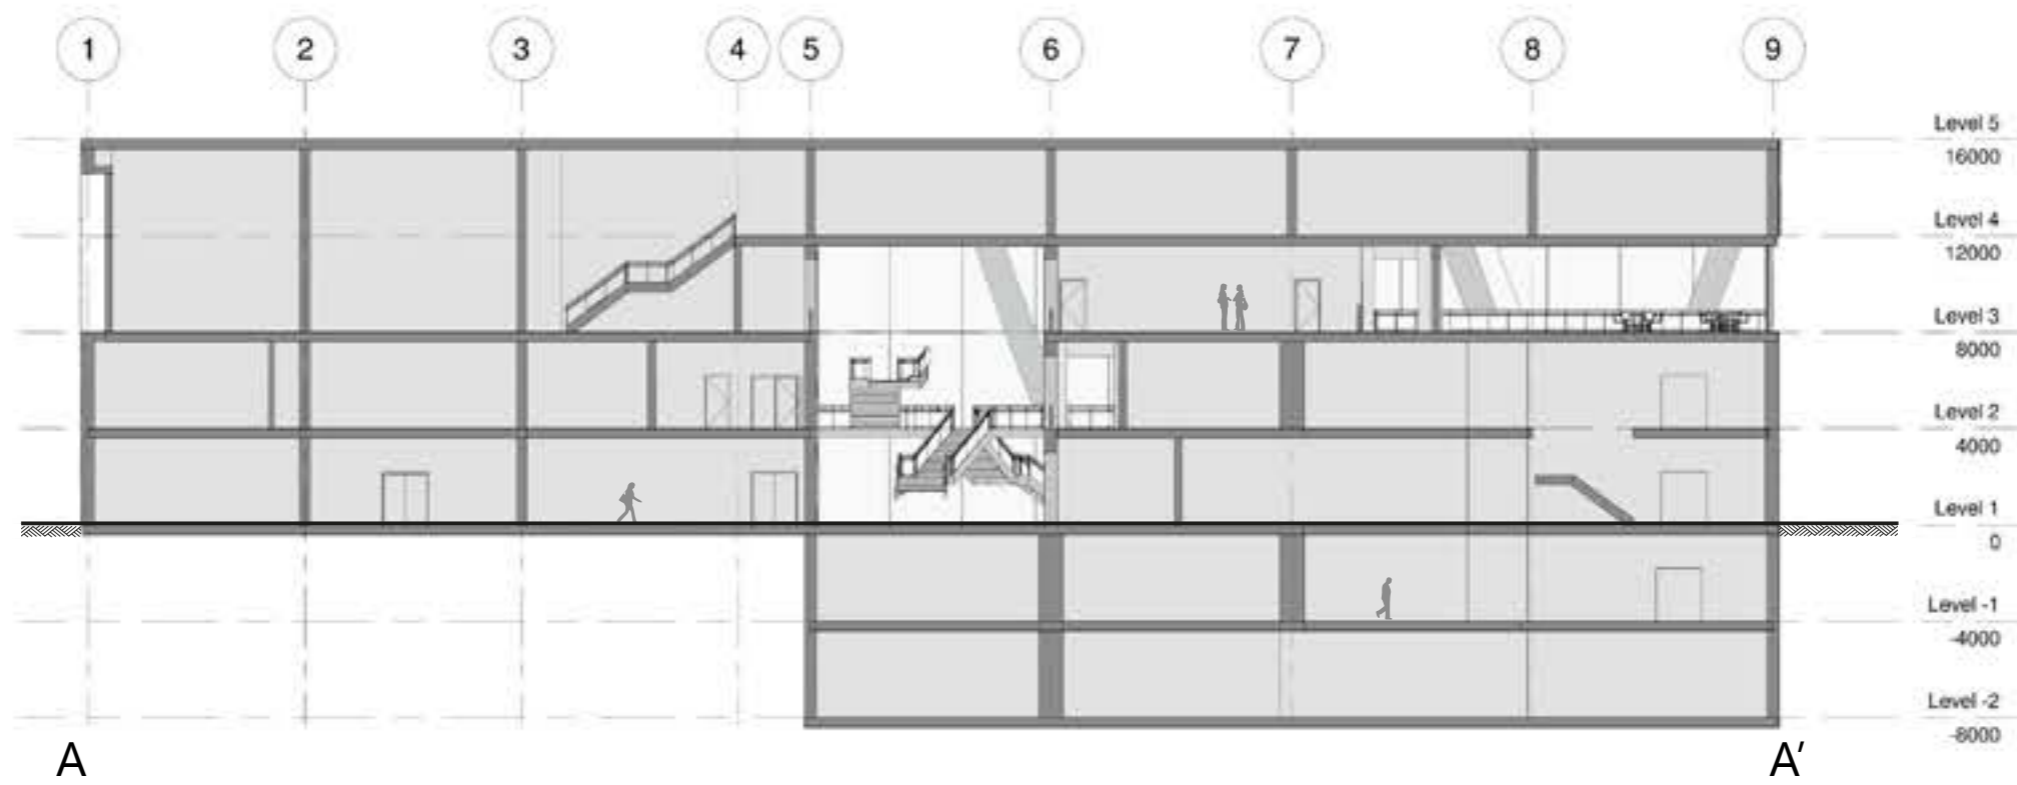 1 2 3 4 5 6 7 8 9
Level 5
16000
Level 4
12000
Level 3
8000
Level 2
4000
Level 1
0
Level -1
-4000
Level -2
-8000
A A'